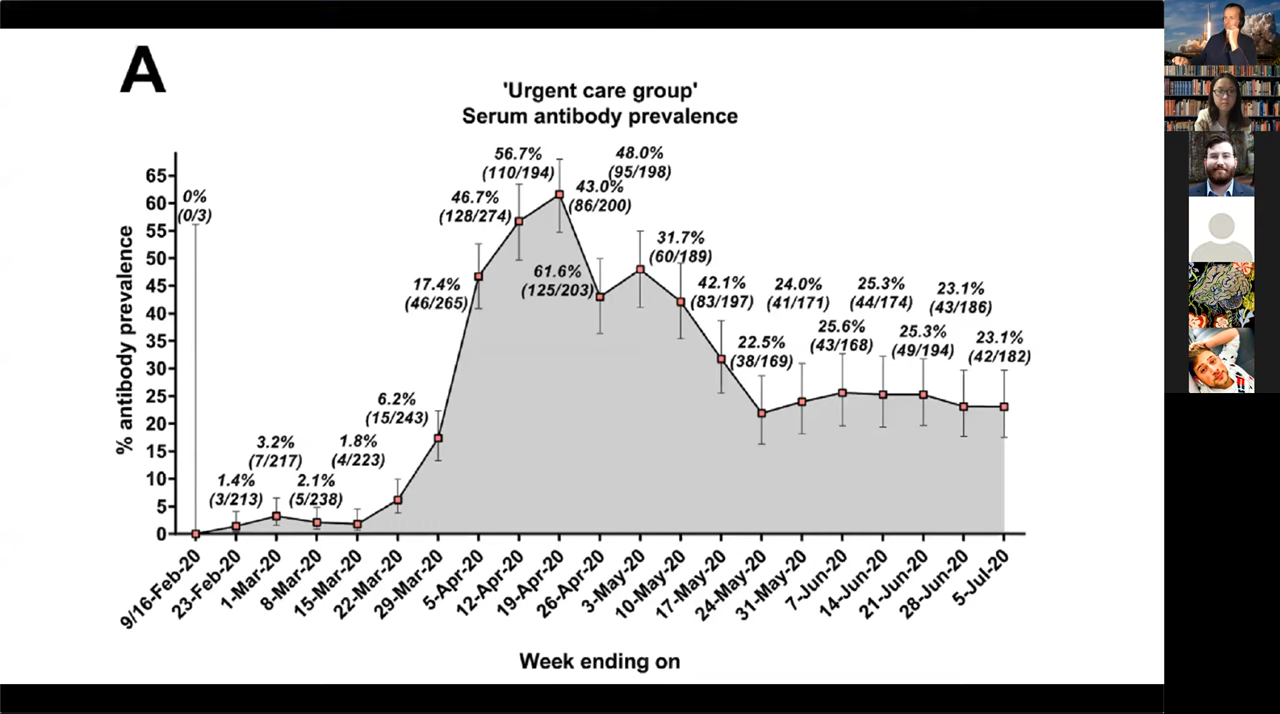 A
'Urgent care group'
Serum antibody prevalence
% antibody prevalence
65
60
55
50
45
40
35
30
25
20
15
10
5
0
0%
(0/3)
1.4%
(3/213)
3.2%
(7/217)
2.1%
(5/238)
1.8%
(4/223)
6.2%
(15/243)
17.4%
(46/265)
46.7%
(128/274)
56.7%
(110/194)
61.6%
(125/203)
43.0%
(86/200)
48.0%
(95/198)
31.7%
(60/189)
42.1%
(83/197)
22.5%
(38/169)
24.0%
(41/171)
25.6%
(43/168)
25.3%
(44/174)
25.3%
(49/194)
23.1%
(43/186)
23.1%
(42/182)
9/16-Feb-20
23-Feb-20
1-Mar-20
8-Mar-20
15-Mar-20
22-Mar-20
29-Mar-20
5-Apr-20
12-Apr-20
19-Apr-20
26-Apr-20
3-May-20
10-May-20
17-May-20
24-May-20
31-May-20
7-Jun-20
14-Jun-20
21-Jun-20
28-Jun-20
5-Jul-20
Week ending on